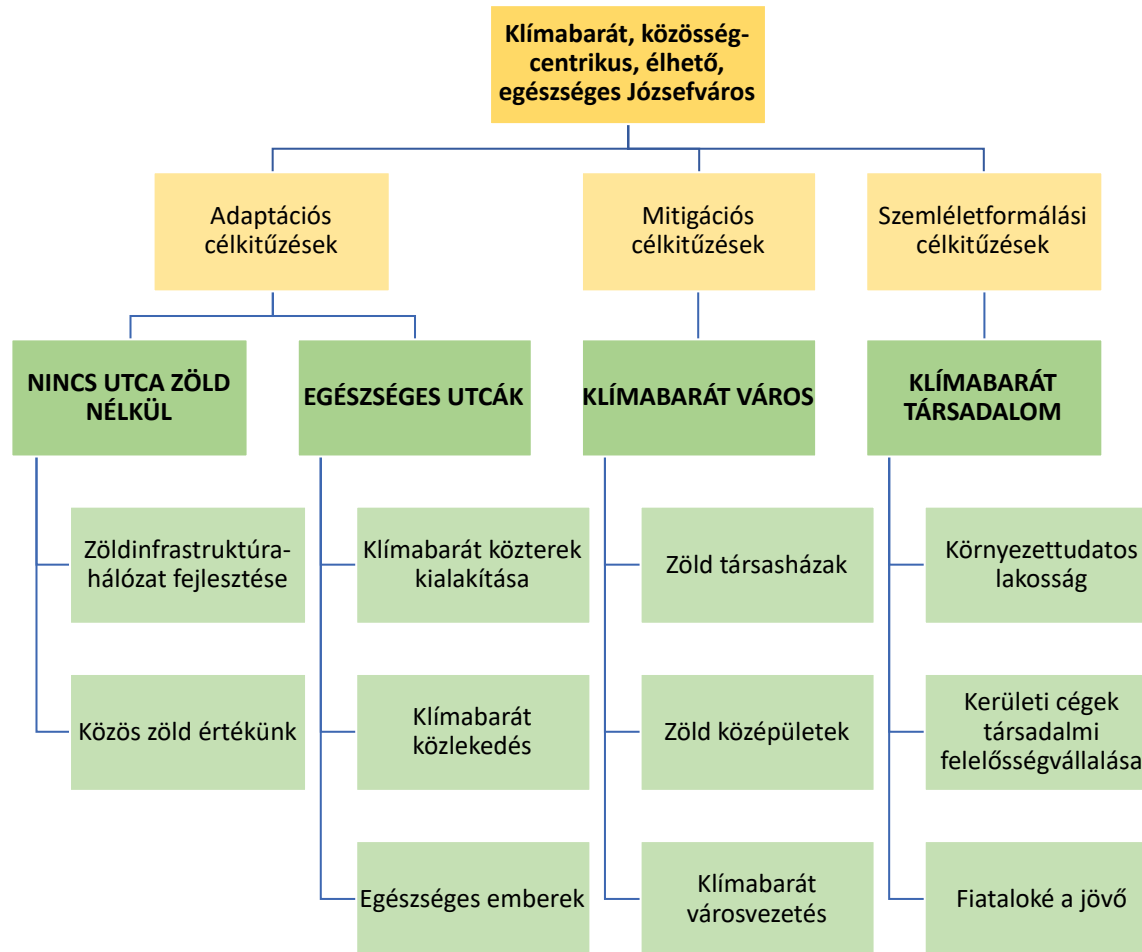 Klímabarát, közösség-
centrikus, élhető,
egészséges Józsefváros
Adaptációs
célkitűzések
Mitigációs
célkitűzések
Szemléletformálási
célkitűzések
NINCS UTCA ZÖLD
NÉLKÜL
EGÉSZSÉGES UTCÁK
KLÍMABARÁT VÁROS
KLÍMABARÁT
TÁRSADALOM
Zöldinfrastruktúra-
hálózat fejlesztése
Közös zöld értékünk
Klímabarát közterek
kialakítása
Klímabarát
közlekedés
Egészséges emberek
Zöld társasházak
Zöld középületek
Klímabarát
városvezetés
Környezettudatos
lakosság
Kerületi cégek
társadalmi
felelősségvállalása
Fiataloké a jövő